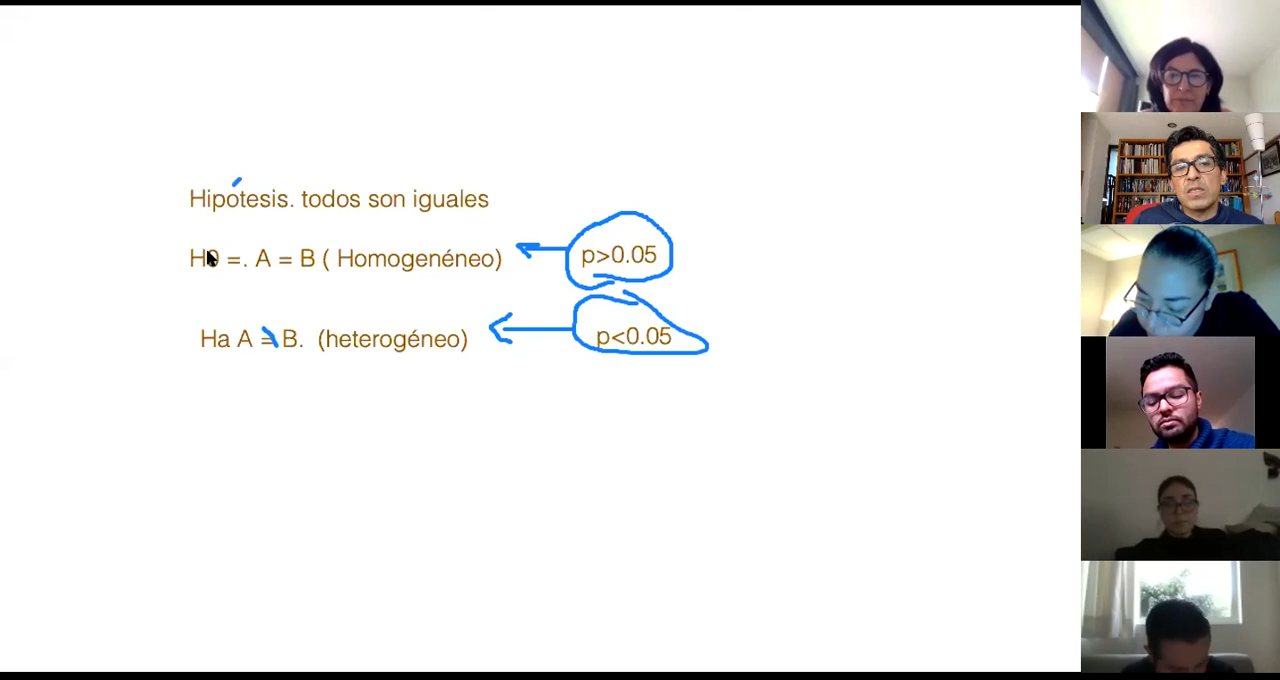 Hipótesis. todos son iguales
H0 =. A = B ( Homogenéneo) p>0.05
Ha A = B. (heterogéneo) p<0.05